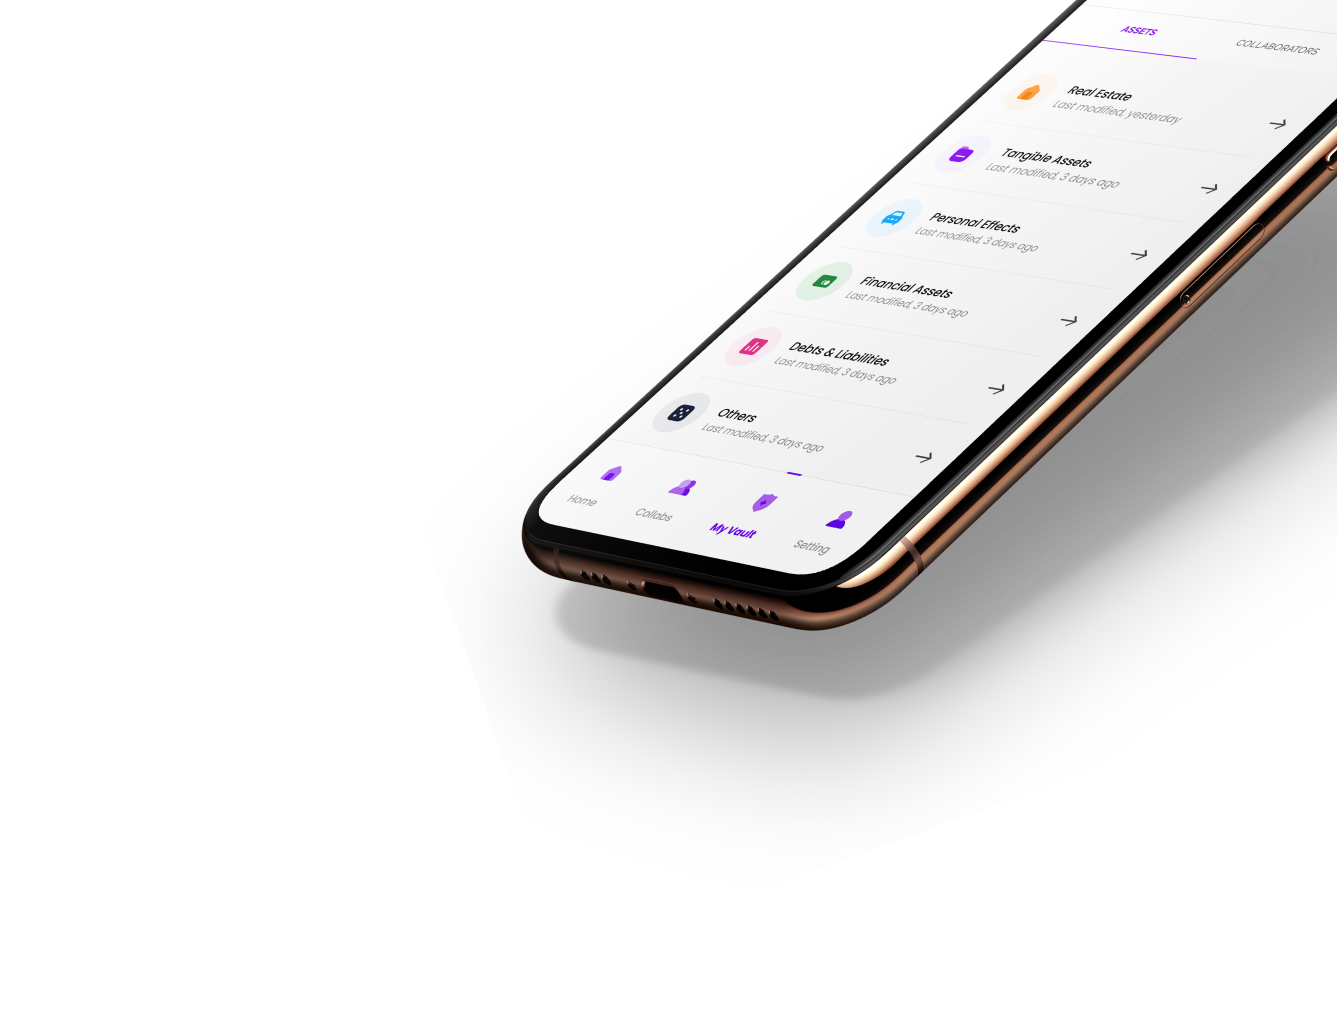 ASSETS
COLLABORATORS
Real Estate
Last modified, yesterday
Tangible Assets
Last modified, 3 days ago
Personal Effects
Last modified, 3 days ago
Financial Assets
Last modified, 3 days ago
Debts & Liabilities
Last modified, 3 days ago
Others
Last modified, 3 days ago
Home
Collabs
My Vault
Setting